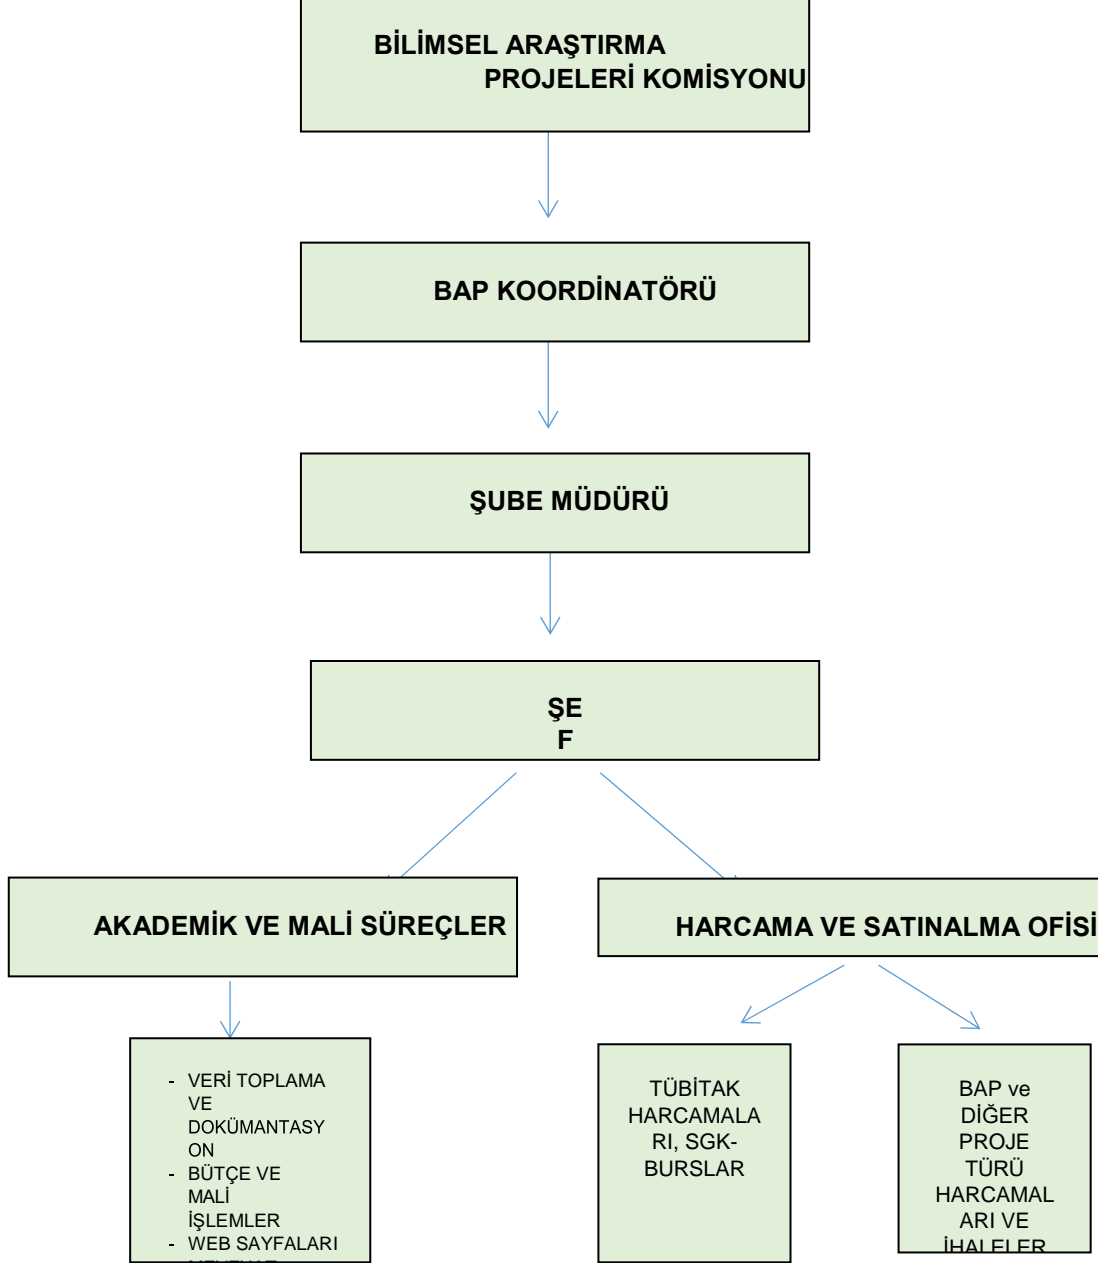 BİLİMSEL ARAŞTIRMA
PROJELERİ KOMİSYONU
BAP KOORDİNATÖRÜ
ŞUBE MÜDÜRÜ
ŞE
F
AKADEMİK VE MALİ SÜREÇLER
HARCAMA VE SATINALMA OFİSİ
- VERİ TOPLAMA
VE
DOKÜMANTASY
ON
- BÜTÇE VE
MALİ
İŞLEMLER
- WEB SAYFALARI
TÜBİTAK
HARCAMALA
RI, SGK-
BURSLAR
BAP ve
DİĞER
PROJE
TÜRÜ
HARCAMAL
ARI VE
İHALELER